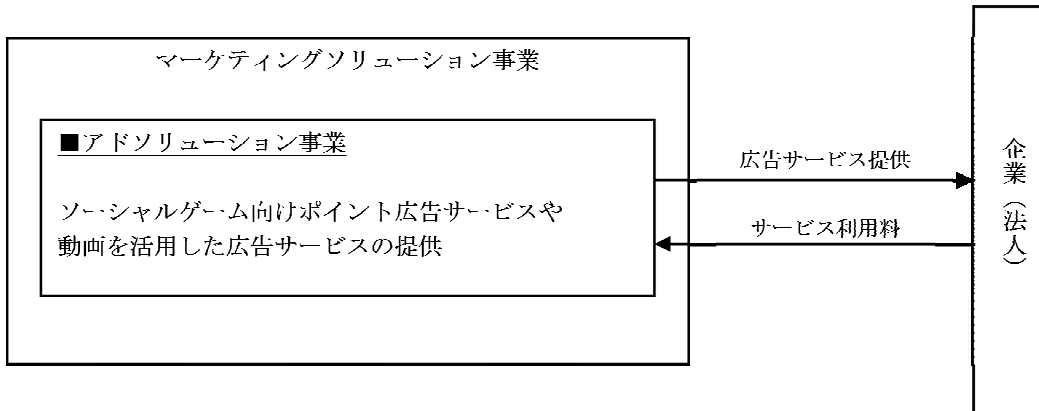 マーケティングソリューション事業
■アドソリューション事業
ソーシャルゲーム向けポイント広告サービスや
動画を活用した広告サービスの提供
広告サービス提供
サービス利用料
企業（法人）